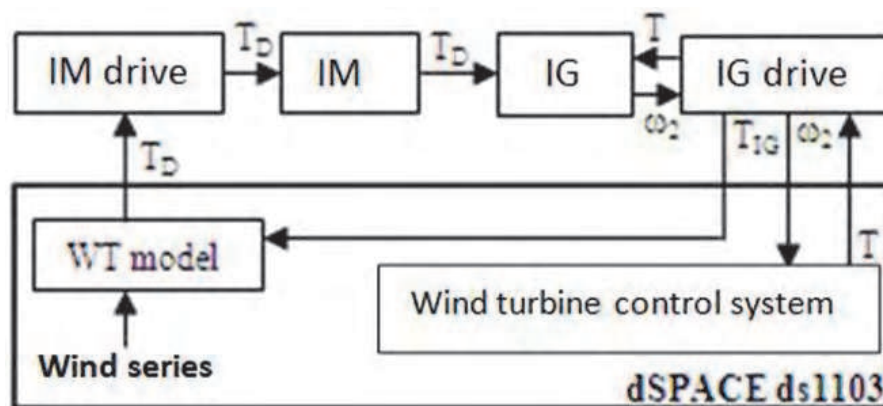 T_D T_D T
IM drive IM IG IG drive
ω₂
T_D T_IG ω₂
WT model T
Wind turbine control system
Wind series
dSPACE ds1103